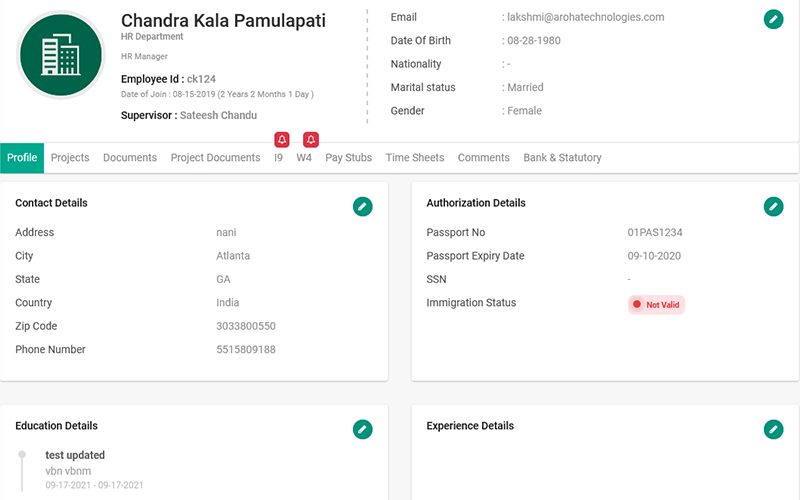 Chandra Kala Pamulapati
HR Department
HR Manager
Employee Id : ck124
Date of Join : 08-15-2019 (2 Years 2 Months 1 Day )
Supervisor : Sateesh Chandu
Email : lakshmi@arohatechnologies.com
Date Of Birth : 08-28-1980
Nationality : -
Marital status : Married
Gender : Female
Profile Projects Documents Project Documents I9 W4 Pay Stubs Time Sheets Comments Bank & Statutory
Contact Details
Address nani
City Atlanta
State GA
Country India
Zip Code 3033800550
Phone Number 5515809188
Authorization Details
Passport No 01PAS1234
Passport Expiry Date 09-10-2020
SSN -
Immigration Status Not Valid
Education Details
test updated
vbn vbnm
09-17-2021 - 09-17-2021
Experience Details